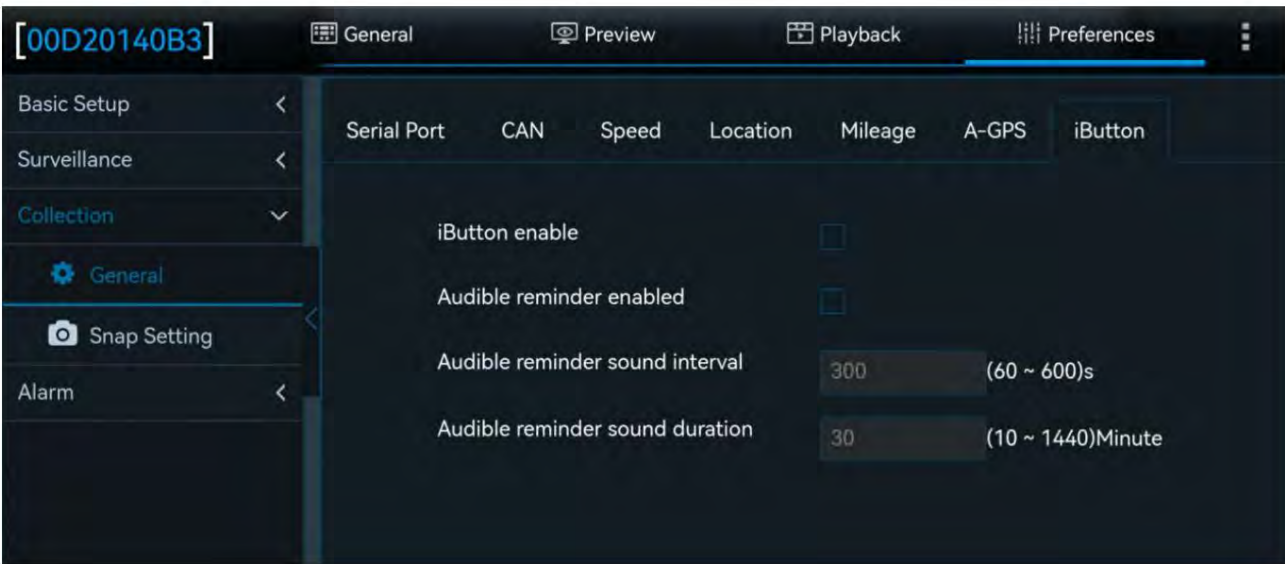 [00D20140B3]
General
Preview
Playback
Preferences
Basic Setup
Surveillance
Collection
General
Snap Setting
Alarm
Serial Port
CAN
Speed
Location
Mileage
A-GPS
iButton
iButton enable
Audible reminder enabled
Audible reminder sound interval 300 (60 ~ 600)s
Audible reminder sound duration 30 (10 ~ 1440)Minute